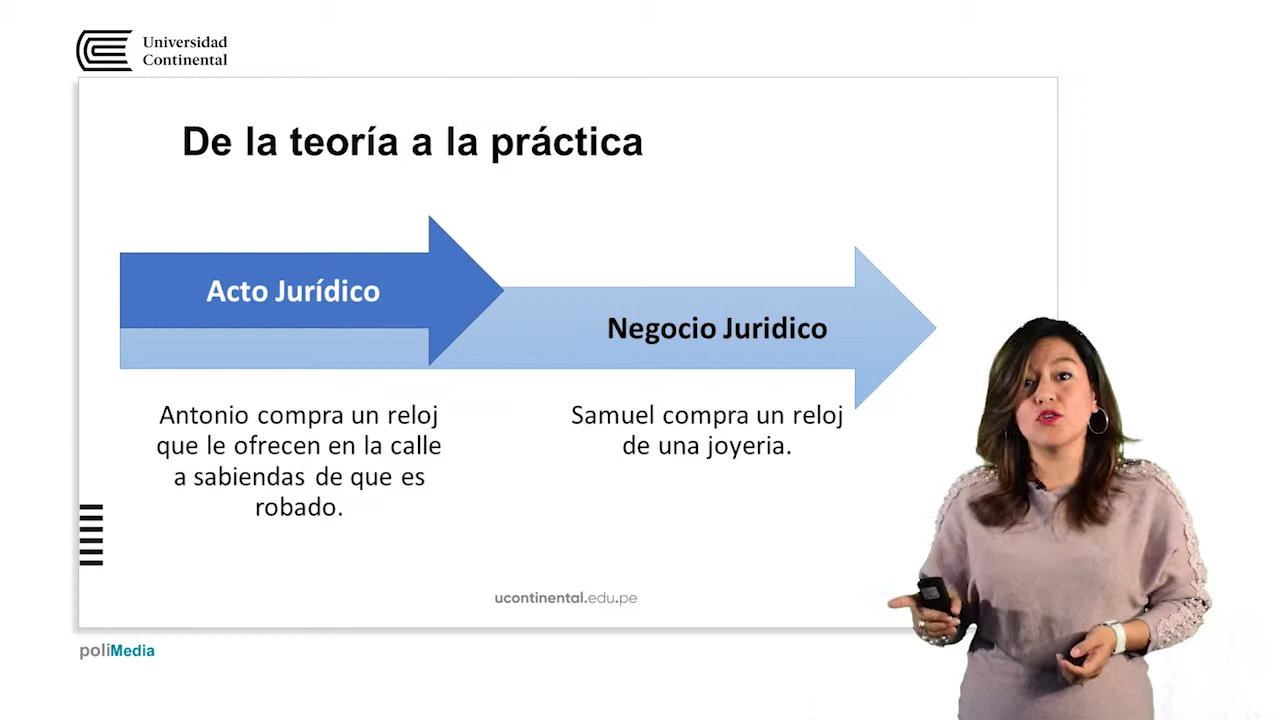 Universidad
Continental
De la teoría a la práctica
Acto Jurídico
Negocio Juridico
Antonio compra un reloj
que le ofrecen en la calle
a sabiendas de que es
robado.
Samuel compra un reloj
de una joyeria.
ucontinental.edu.pe
poliMedia